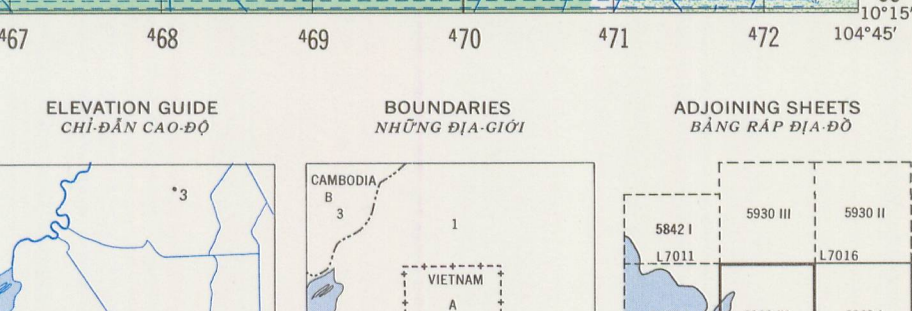 10°15'
⁴67 ⁴68 ⁴69 ⁴70 ⁴71 ⁴72 104°45'
ELEVATION GUIDE
CHỈ-DẪN CAO-ĐỘ
3
BOUNDARIES
NHỮNG ĐỊA-GIỚI
CAMBODIA
B
3
1
VIETNAM
A
ADJOINING SHEETS
BẢNG RÁP ĐỊA-ĐỒ
5930 III
5930 II
5842 I
L7011
L7016